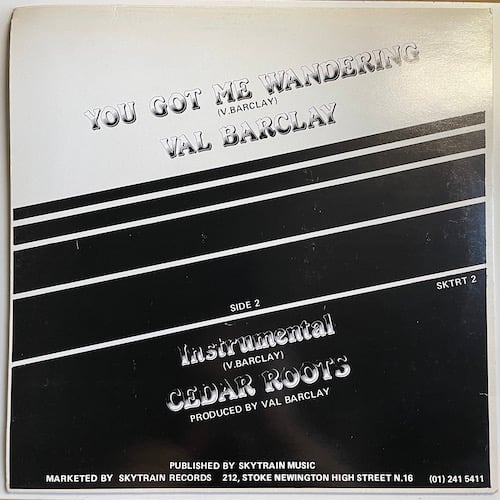 YOU GOT ME WANDERING
(V.BARCLAY)
VAL BARCLAY
SKTRT 2
SIDE 2
Instrumental
(V.BARCLAY)
CEDAR ROOTS
PRODUCED BY VAL BARCLAY
PUBLISHED BY SKYTRAIN MUSIC
MARKETED BY SKYTRAIN RECORDS 212, STOKE NEWINGTON HIGH STREET N.16 (01) 241 5411